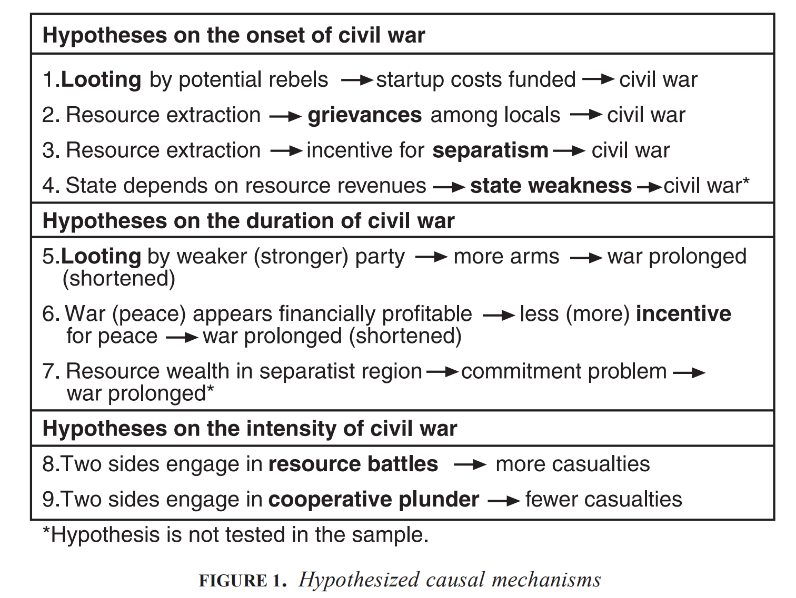 Hypotheses on the onset of civil war
1.Looting by potential rebels → startup costs funded → civil war
2. Resource extraction → grievances among locals → civil war
3. Resource extraction → incentive for separatism → civil war
4. State depends on resource revenues → state weakness → civil war*
Hypotheses on the duration of civil war
5.Looting by weaker (stronger) party → more arms → war prolonged
(shortened)
6. War (peace) appears financially profitable → less (more) incentive
for peace → war prolonged (shortened)
7. Resource wealth in separatist region → commitment problem →
war prolonged*
Hypotheses on the intensity of civil war
8.Two sides engage in resource battles → more casualties
9.Two sides engage in cooperative plunder → fewer casualties
*Hypothesis is not tested in the sample.
FIGURE 1. Hypothesized causal mechanisms